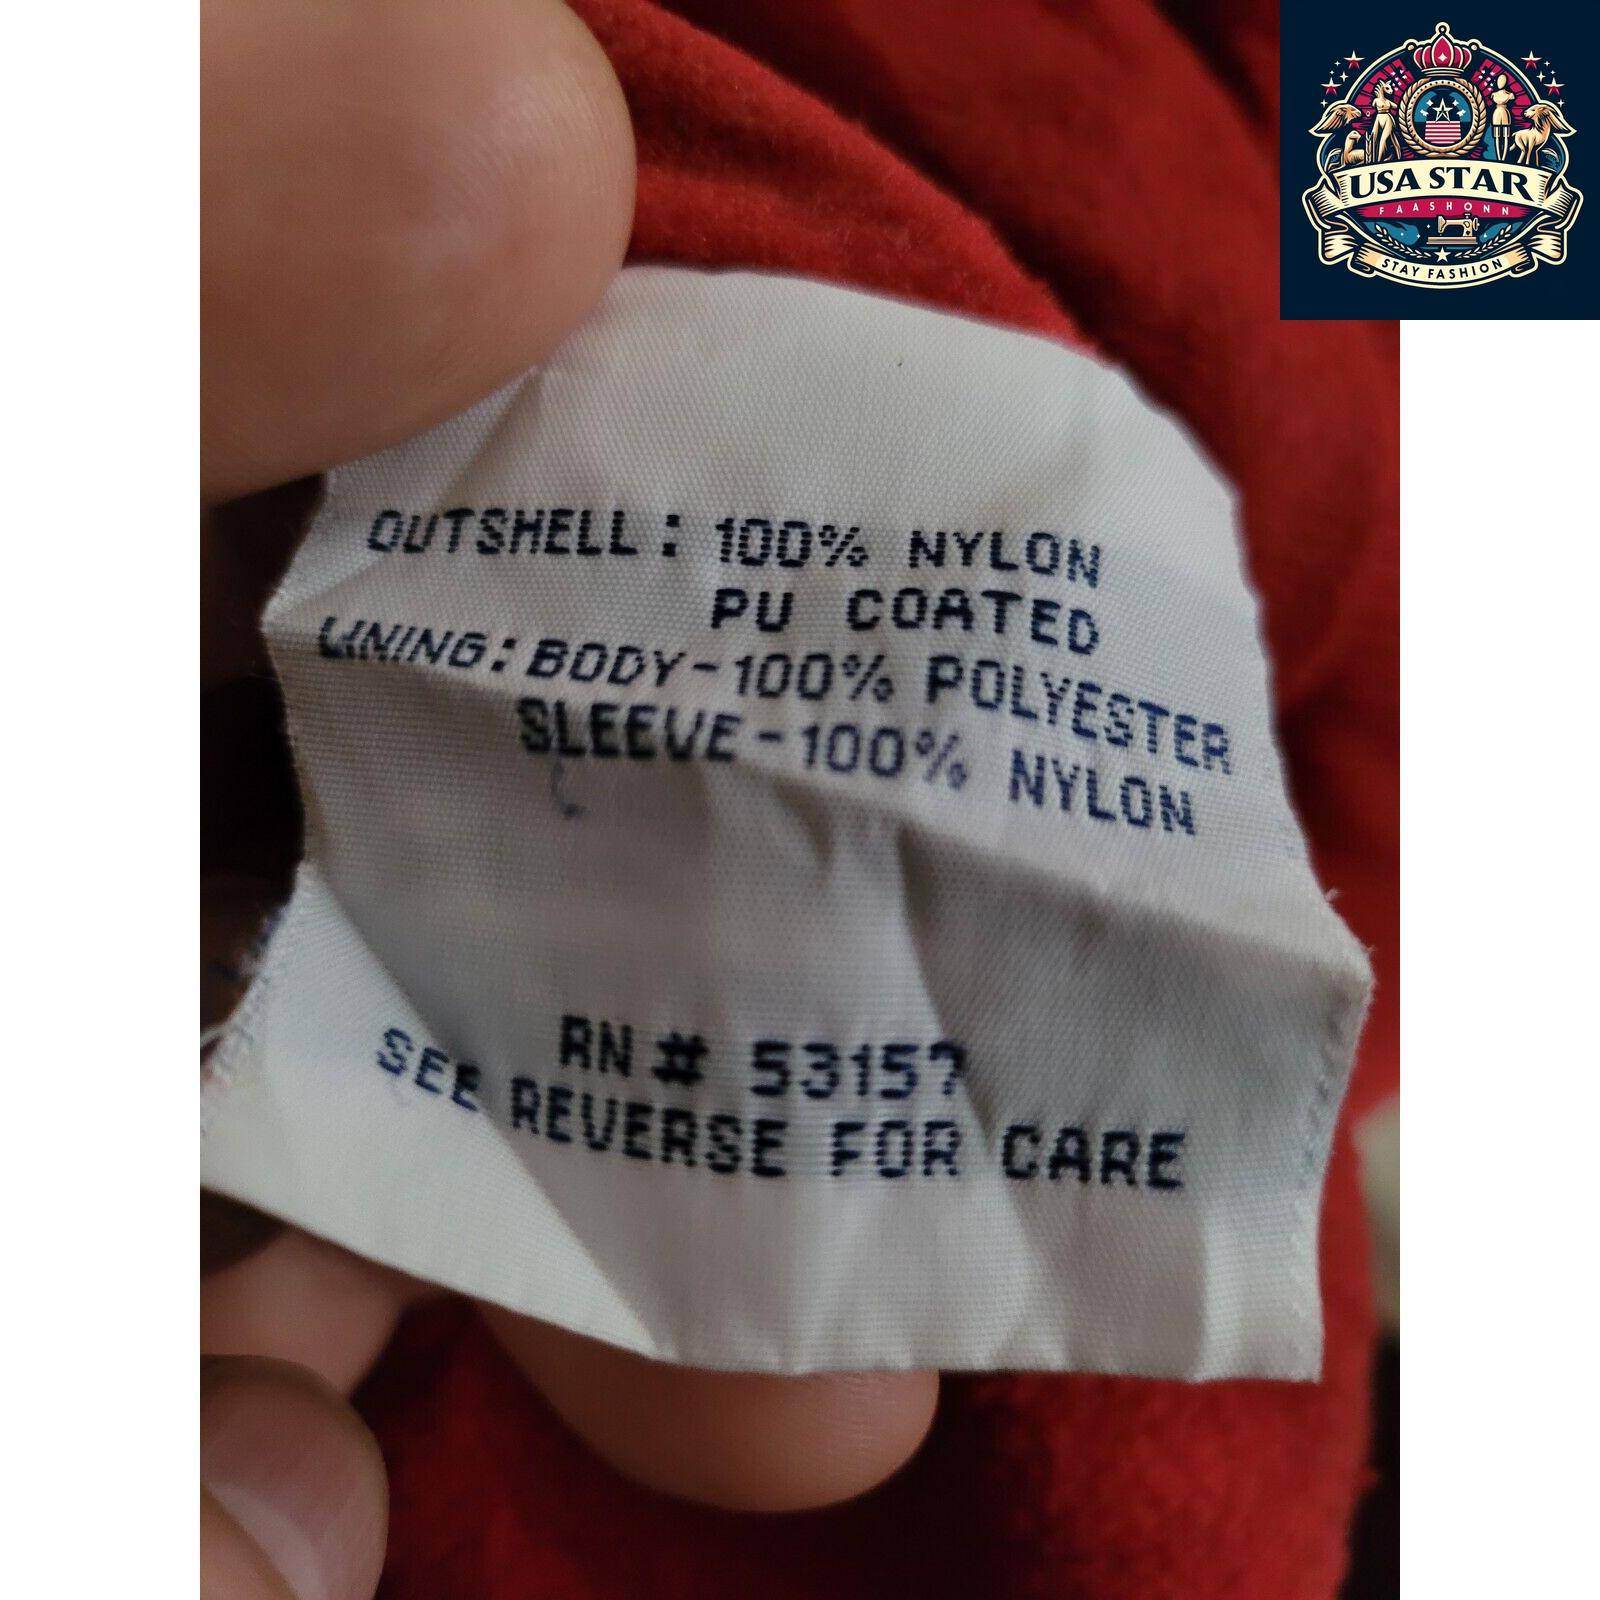 USA STAR
FAASHONN
STAY FASHION
OUTSHELL: 100% NYLON
PU COATED
LINING: BODY-100% POLYESTER
SLEEVE-100% NYLON
RN # 53157
SEE REVERSE FOR CARE